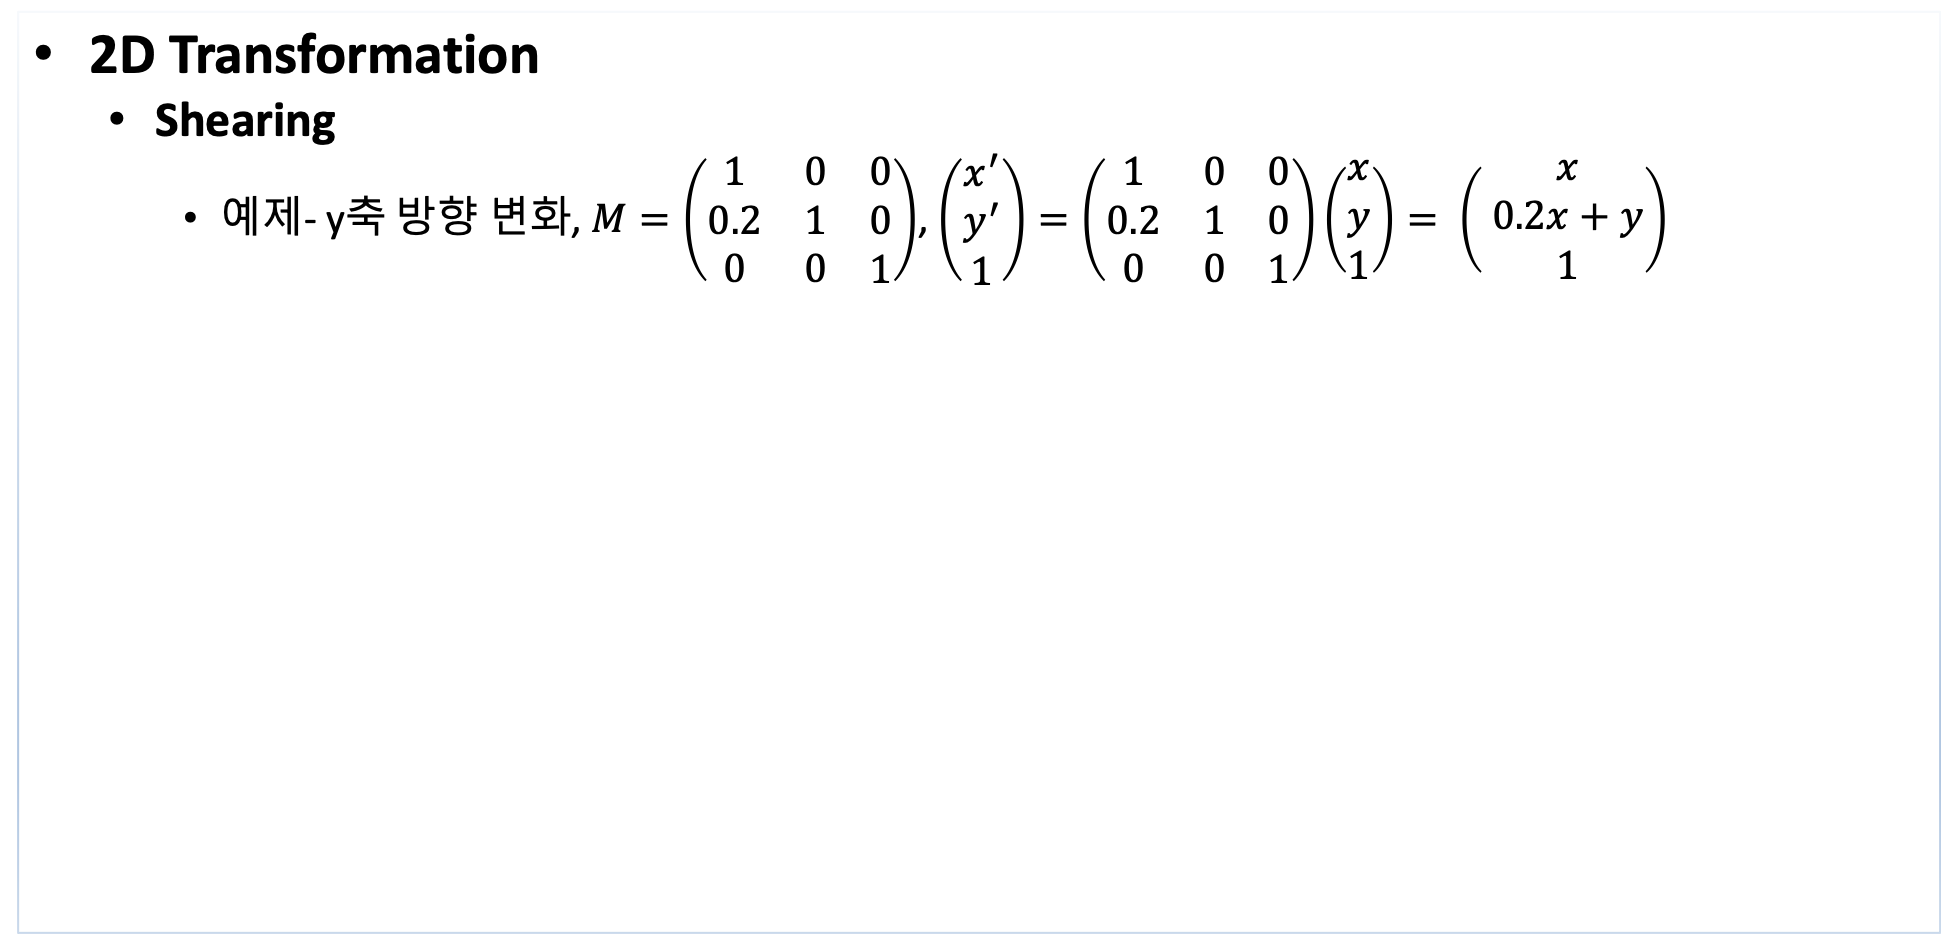 • 2D Transformation
• Shearing
• 예제- y축 방향 변화, M = (1 0 0; 0.2 1 0; 0 0 1), (x′; y′; 1) = (1 0 0; 0.2 1 0; 0 0 1)(x; y; 1) = (x; 0.2x + y; 1)